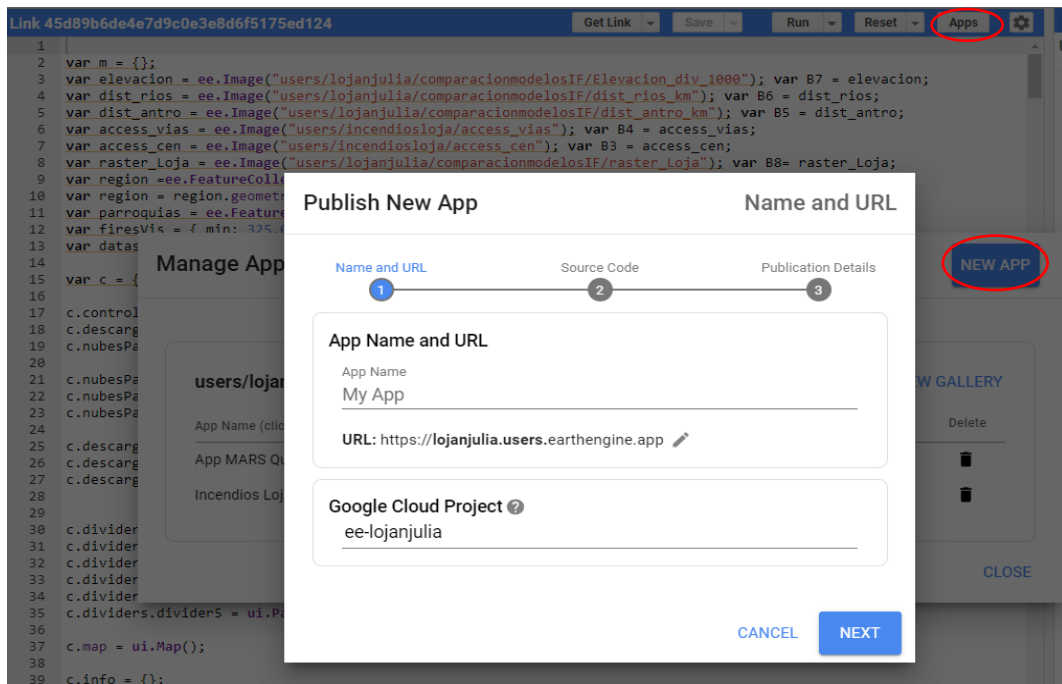 Link 45d89b6de4e7d9c0e3e8d6f5175ed124 Get Link Save Run Reset Apps
1
2 var m = {};
3 var elevacion = ee.Image("users/lojanjulia/comparacionmodelosIF/Elevacion_div_1000"); var B7 = elevacion;
4 var dist_rios = ee.Image("users/lojanjulia/comparacionmodelosIF/dist_rios_km"); var B6 = dist_rios;
5 var dist_antro = ee.Image("users/lojanjulia/comparacionmodelosIF/dist_antro_km"); var B5 = dist_antro;
6 var access_vias = ee.Image("users/incendiosloja/access_vias"); var B4 = access_vias;
7 var access_cen = ee.Image("users/incendiosloja/access_cen"); var B3 = access_cen;
8 var raster_Loja = ee.Image("users/lojanjulia/comparacionmodelosIF/raster_Loja"); var B8= raster_Loja;
9 var region =ee.FeatureColle
10 var region = region.geomet
11 var parroquias = ee.Feature
12 var firesVis = { min: 325.
13 var datas
14
15 var c = {
16
17 c.control
18 c.descarg
19 c.nubesPa
20
21 c.nubesPa
22 c.nubesPa
23 c.nubesPa
24
25 c.descarg
26 c.descarg
27 c.descarg
28
29
30 c.divider
31 c.divider
32 c.divider
33 c.divider
34 c.divider
35 c.dividers.divider5 = ui.Pa
36
37 c.map = ui.Map();
38
39 c.info = {};
Manage App
NEW APP
users/lojan
W GALLERY
App Name (clic
Delete
App MARS Qu
Incendios Loj
CLOSE
Publish New App
Name and URL
Name and URL
Source Code
Publication Details
1
2
3
App Name and URL
App Name
My App
URL: https://lojanjulia.users.earthengine.app
Google Cloud Project ?
ee-lojanjulia
CANCEL
NEXT